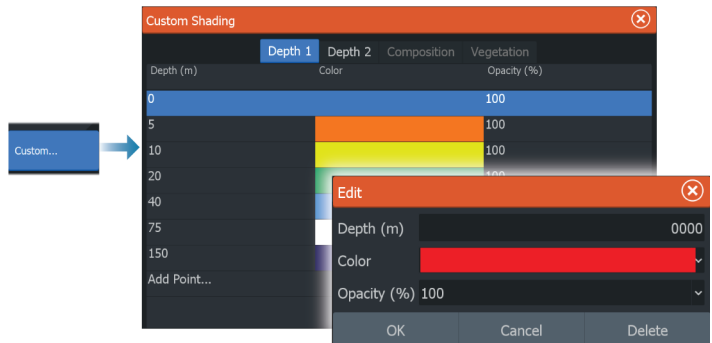 Custom Shading
Depth 1 Depth 2 Composition Vegetation
Depth (m) Color Opacity (%)
0 100
5 100
Custom...
10 100
20 100
40
75
150
Add Point...
Edit
Depth (m) 0000
Color
Opacity (%) 100
OK Cancel Delete